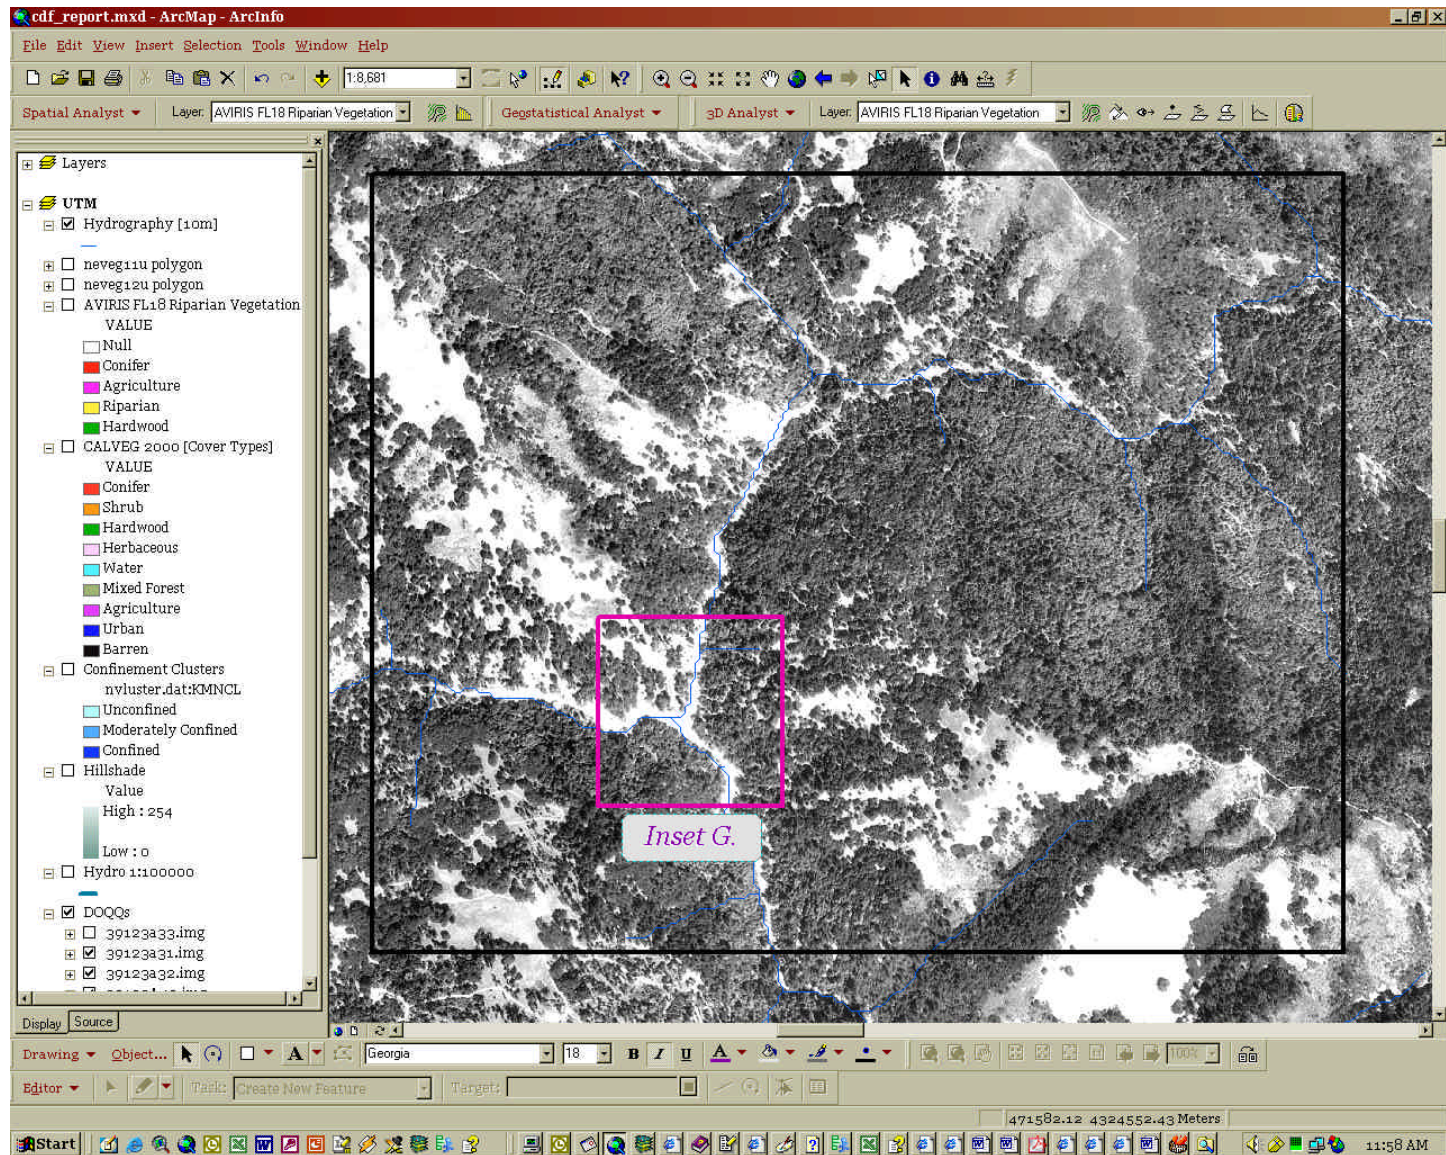 cdf_report.mxd - ArcMap - ArcInfo
File Edit View Insert Selection Tools Window Help
1:8,681
Spatial Analyst Layer: AVIRIS FL18 Riparian Vegetation Geostatistical Analyst 3D Analyst Layer: AVIRIS FL18 Riparian Vegetation
Layers
UTM
Hydrography [10m]
neveg11u polygon
neveg12u polygon
AVIRIS FL18 Riparian Vegetation
VALUE
Null
Conifer
Agriculture
Riparian
Hardwood
CALVEG 2000 [Cover Types]
VALUE
Conifer
Shrub
Hardwood
Herbaceous
Water
Mixed Forest
Agriculture
Urban
Barren
Confinement Clusters
nvluster.dat:KMNCL
Unconfined
Moderately Confined
Confined
Hillshade
Value
High : 254
Low : 0
Hydro 1:100000
DOQQs
39123a33.img
39123a31.img
39123a32.img
Inset G.
Display Source
Drawing Object... A Georgia 18 B I U A 100%
Editor Task: Create New Feature Target:
471582.12 4324552.43 Meters
Start 11:58 AM